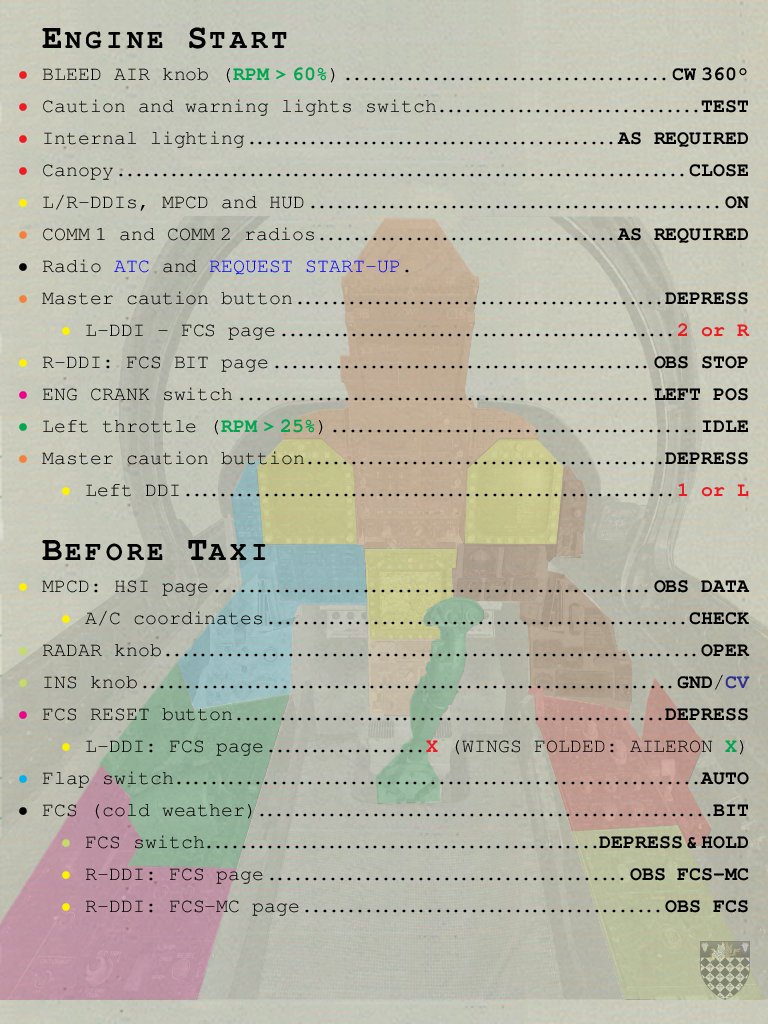 ENGINE START
BLEED AIR knob (RPM > 60%) CW 360°
Caution and warning lights switch TEST
Internal lighting AS REQUIRED
Canopy CLOSE
L/R-DDIs, MPCD and HUD ON
COMM 1 and COMM 2 radios AS REQUIRED
Radio ATC and REQUEST START-UP.
Master caution button DEPRESS
L-DDI - FCS page 2 or R
R-DDI: FCS BIT page OBS STOP
ENG CRANK switch LEFT POS
Left throttle (RPM > 25%) IDLE
Master caution buttion DEPRESS
Left DDI 1 or L
BEFORE TAXI
MPCD: HSI page OBS DATA
A/C coordinates CHECK
RADAR knob OPER
INS knob GND/CV
FCS RESET button DEPRESS
L-DDI: FCS page X (WINGS FOLDED: AILERON X)
Flap switch AUTO
FCS (cold weather) BIT
FCS switch DEPRESS & HOLD
R-DDI: FCS page OBS FCS-MC
R-DDI: FCS-MC page OBS FCS